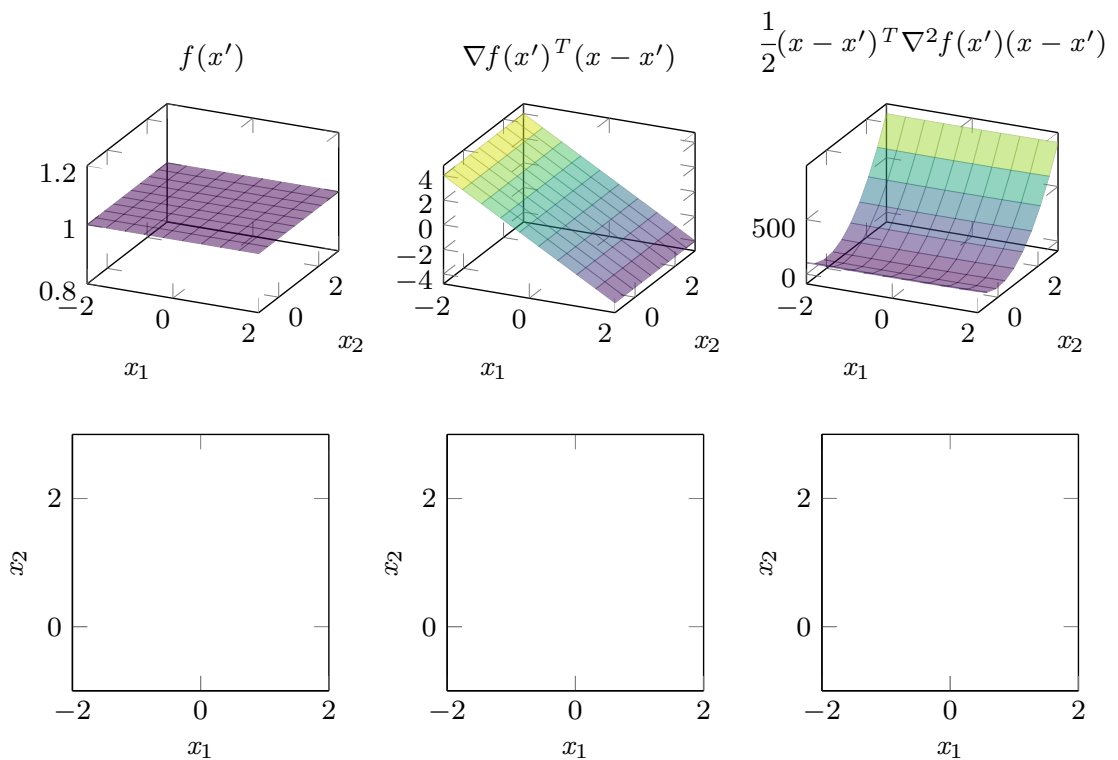 f(x′) ∇f(x′)ᵀ(x − x′) ½(x − x′)ᵀ∇²f(x′)(x − x′)
1.2
1
0.8
−2 0 2
0 2
x₁
x₂
4
2
0
−2
−4
−2 0 2
0 2
x₁
x₂
500
0
−2 0 2
0 2
x₁
x₂
2
0
−2 0 2
x₁
x₂
2
0
−2 0 2
x₁
x₂
2
0
−2 0 2
x₁
x₂